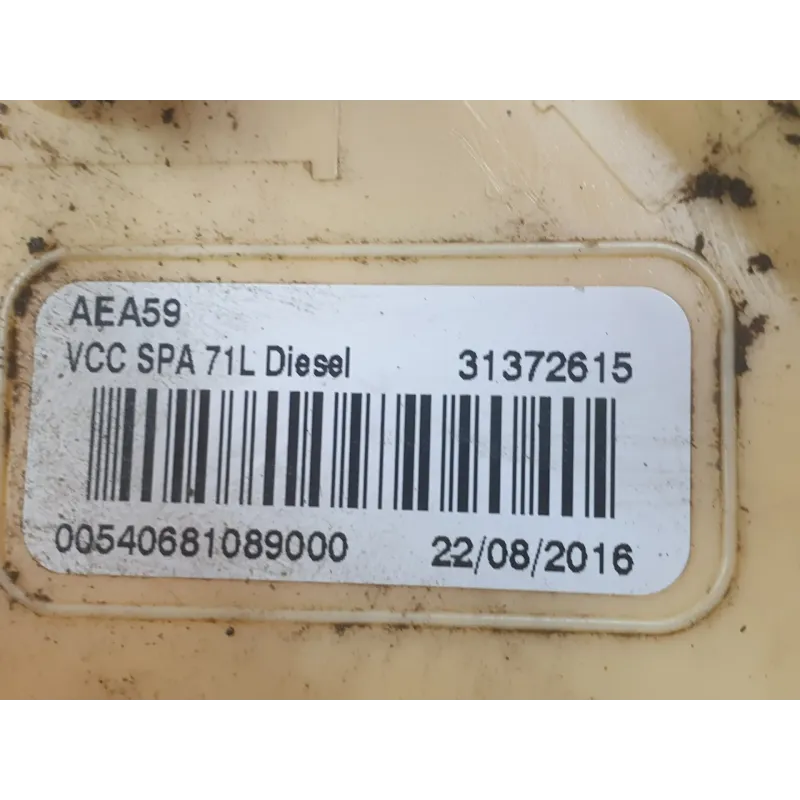 AEA59
VCC SPA 71L Diesel 31372615
00540681089000 22/08/2016